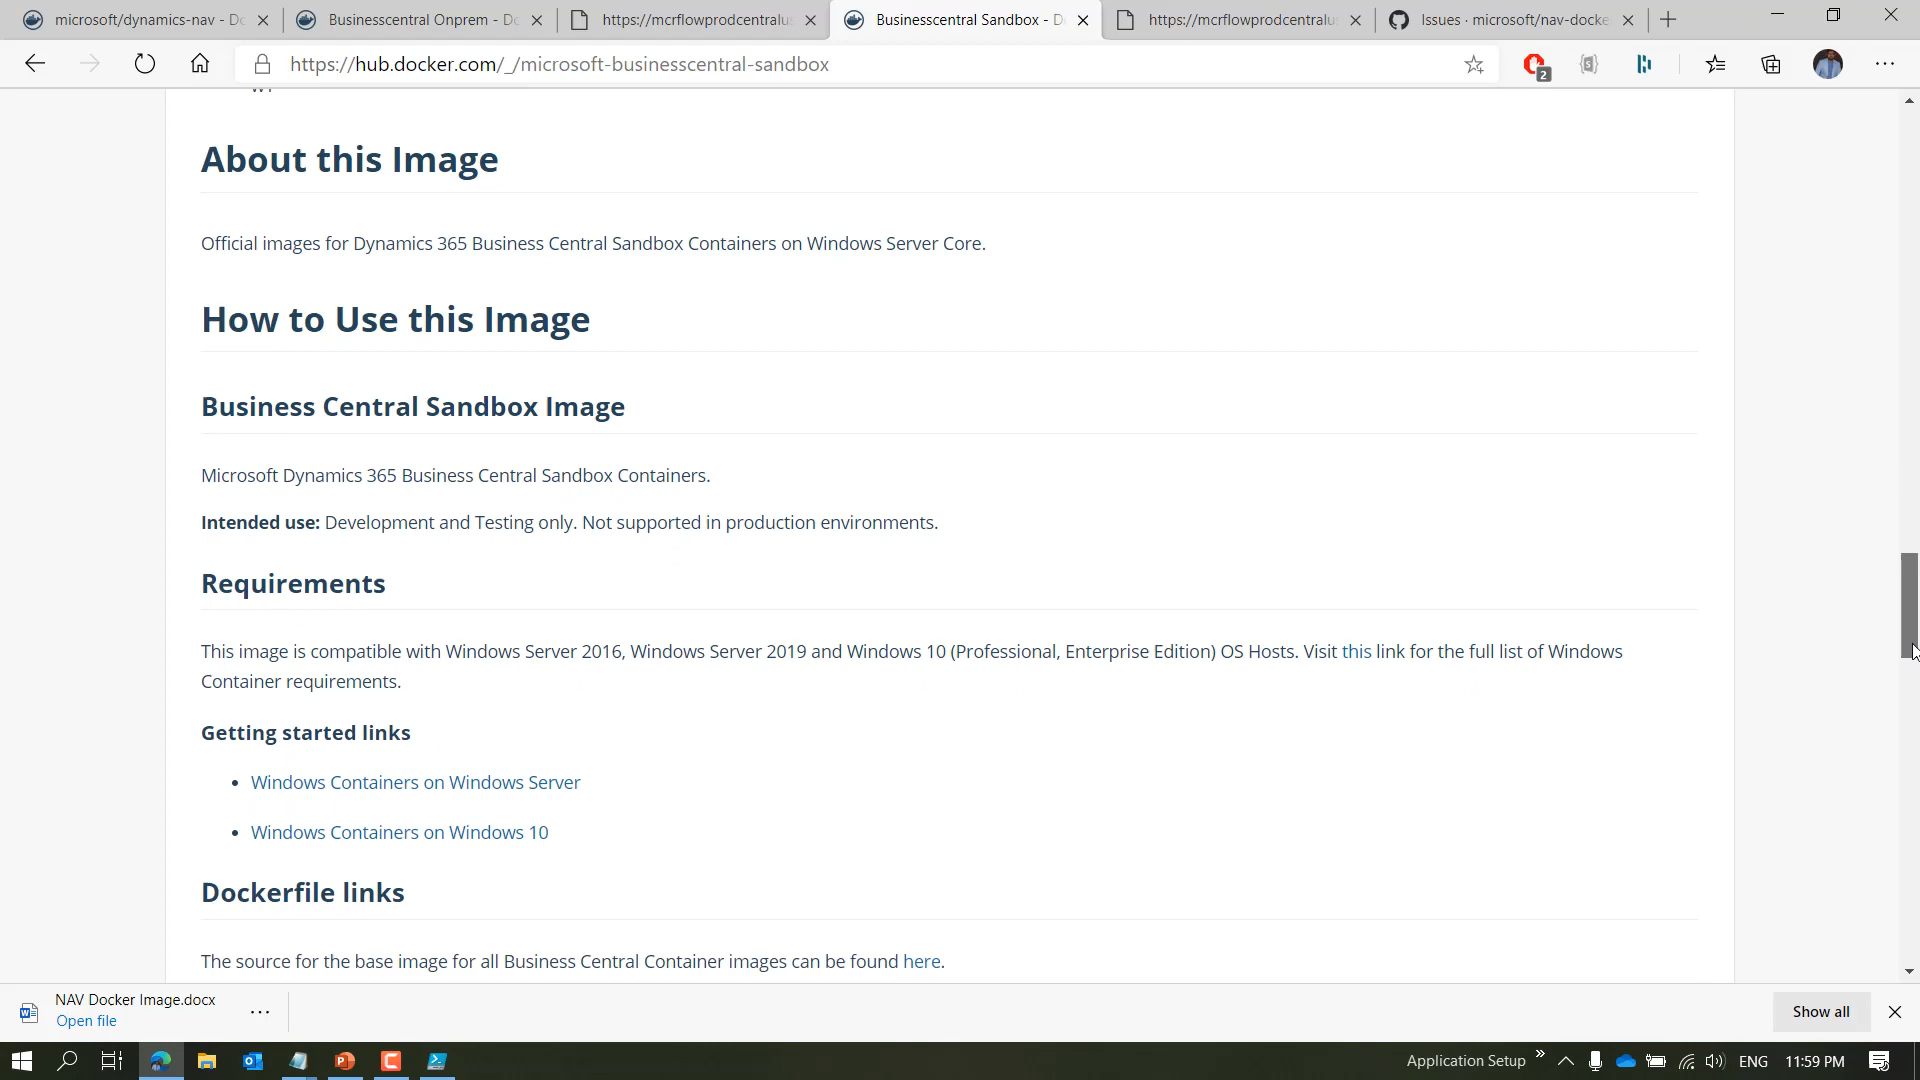 microsoft/dynamics-nav - Dc
Businesscentral Onprem - Dc
https://mcrflowprodcentralu
Businesscentral Sandbox - D
https://mcrflowprodcentralu
Issues · microsoft/nav-docke
https://hub.docker.com/_/microsoft-businesscentral-sandbox
2
About this Image
Official images for Dynamics 365 Business Central Sandbox Containers on Windows Server Core.
How to Use this Image
Business Central Sandbox Image
Microsoft Dynamics 365 Business Central Sandbox Containers.
Intended use: Development and Testing only. Not supported in production environments.
Requirements
This image is compatible with Windows Server 2016, Windows Server 2019 and Windows 10 (Professional, Enterprise Edition) OS Hosts. Visit this link for the full list of Windows
Container requirements.
Getting started links
• Windows Containers on Windows Server
• Windows Containers on Windows 10
Dockerfile links
The source for the base image for all Business Central Container images can be found here.
NAV Docker Image.docx
Open file
Show all
Application Setup
ENG
11:59 PM